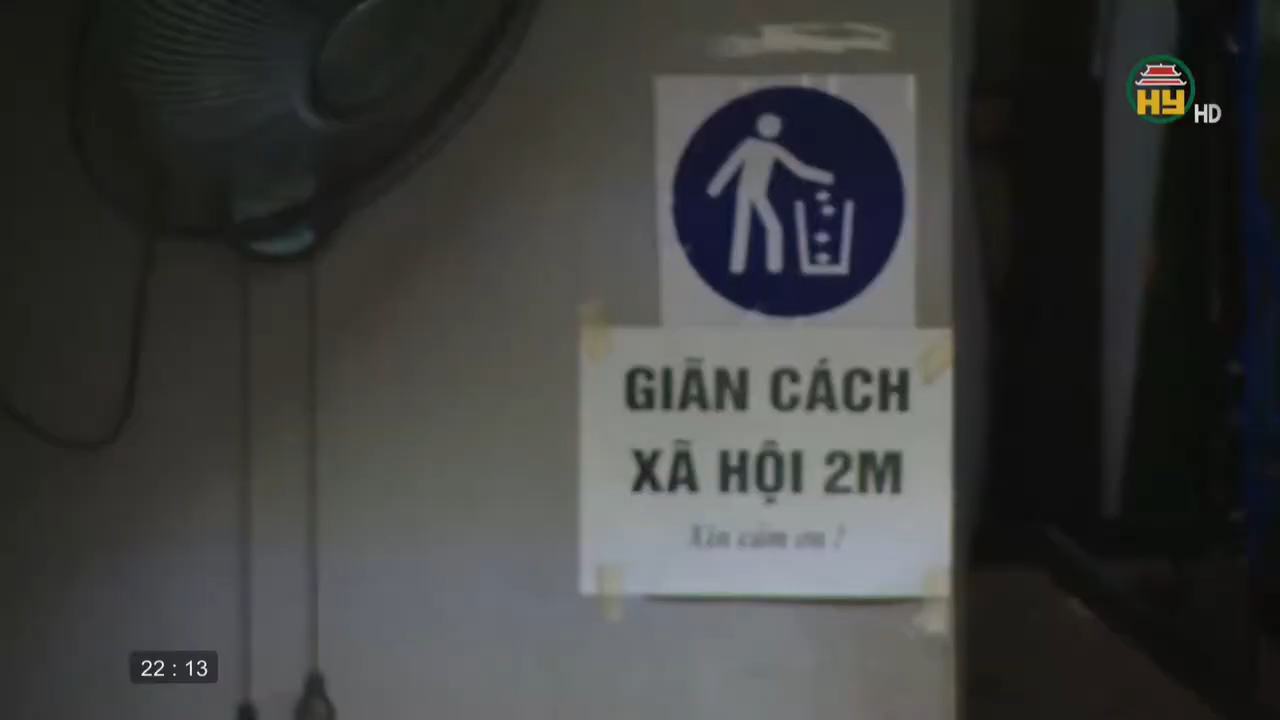 HY HD
GIÃN CÁCH
XÃ HỘI 2M
Xin cảm ơn !
22 : 13